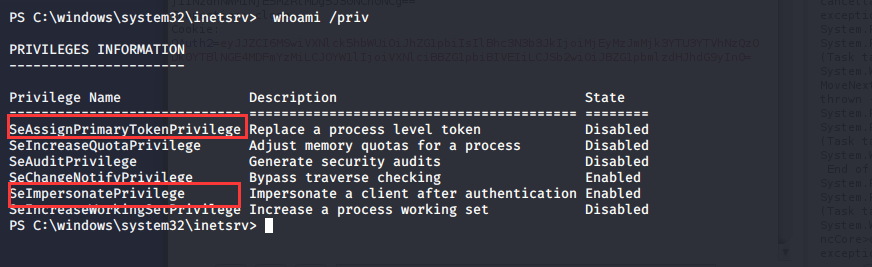 PS C:\windows\system32\inetsrv> whoami /priv
PRIVILEGES INFORMATION
----------------------
Privilege Name                Description                               State
============================= ========================================= ========
SeAssignPrimaryTokenPrivilege Replace a process level token             Disabled
SeIncreaseQuotaPrivilege      Adjust memory quotas for a process        Disabled
SeAuditPrivilege              Generate security audits                  Disabled
SeChangeNotifyPrivilege       Bypass traverse checking                  Enabled
SeImpersonatePrivilege        Impersonate a client after authentication Enabled
SeIncreaseWorkingSetPrivilege Increase a process working set            Disabled
PS C:\windows\system32\inetsrv>